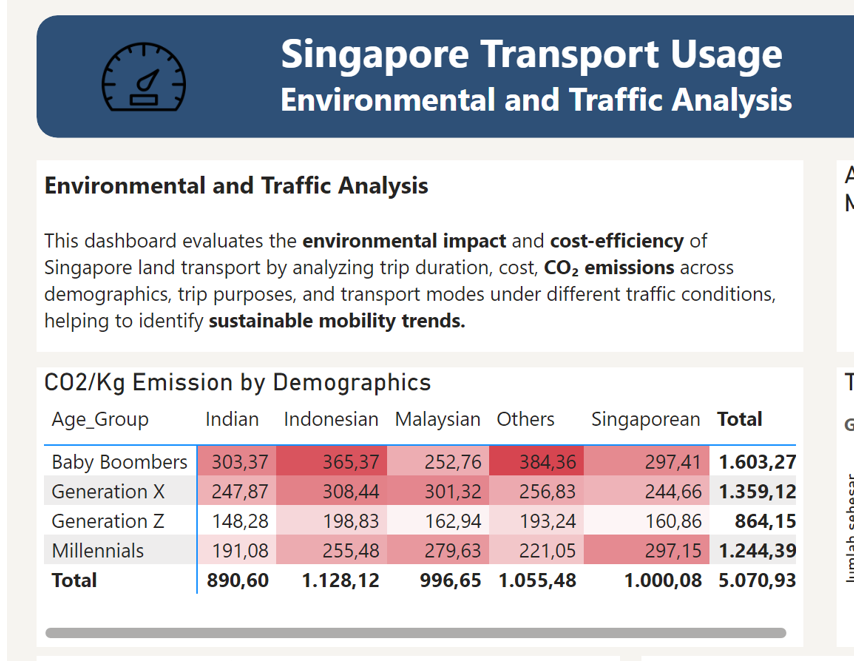 Singapore Transport Usage
Environmental and Traffic Analysis
Environmental and Traffic Analysis
This dashboard evaluates the environmental impact and cost-efficiency of
Singapore land transport by analyzing trip duration, cost, CO₂ emissions across
demographics, trip purposes, and transport modes under different traffic conditions,
helping to identify sustainable mobility trends.
CO2/Kg Emission by Demographics
Age_Group Indian Indonesian Malaysian Others Singaporean Total
Baby Boombers 303,37 365,37 252,76 384,36 297,41 1.603,27
Generation X 247,87 308,44 301,32 256,83 244,66 1.359,12
Generation Z 148,28 198,83 162,94 193,24 160,86 864,15
Millennials 191,08 255,48 279,63 221,05 297,15 1.244,39
Total 890,60 1.128,12 996,65 1.055,48 1.000,08 5.070,93